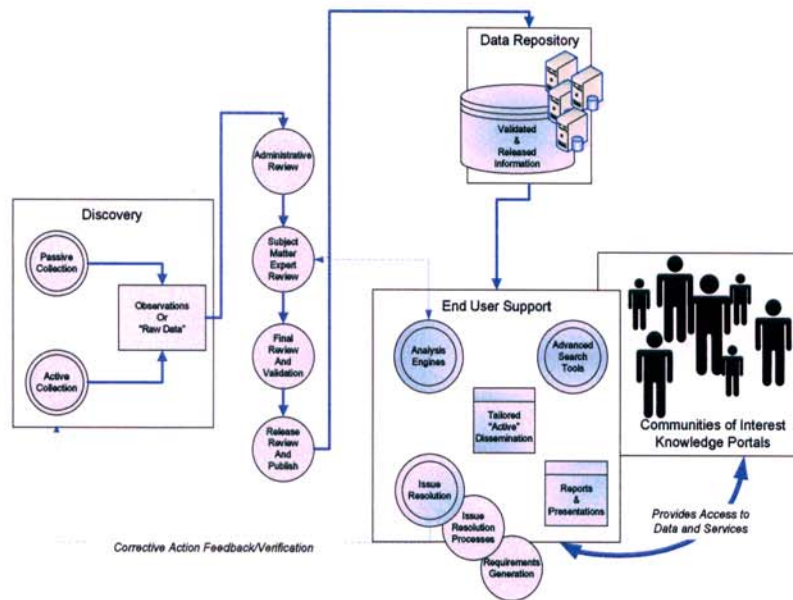 Data Repository
Validated
&
Released
Information
Administrative
Review
Discovery
Passive
Collection
Subject
Matter
Expert
Review
Observations
Or
"Raw Data"
End User Support
Final
Review
And
Validation
Analysis
Engines
Advanced
Search
Tools
Active
Collection
Tailored
"Active"
Dissemination
Communities of Interest
Knowledge Portals
Release
Review
And
Publish
Issue
Resolution
Reports
&
Presentations
Issue
Resolution
Processes
Provides Access to
Data and Services
Corrective Action Feedback/Verification
Requirements
Generation